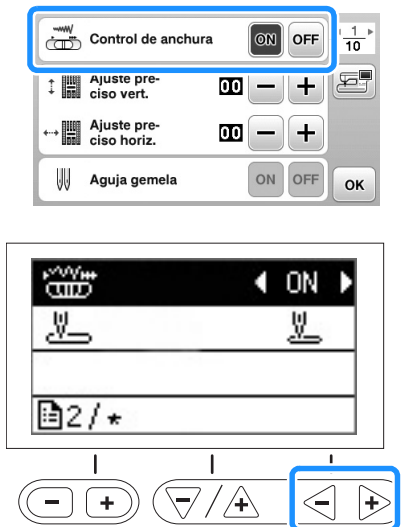 Control de anchura ON OFF 1
10
Ajuste pre-
ciso vert. 00 − +
Ajuste pre-
ciso horiz. 00 − +
Aguja gemela ON OFF OK
ON
2/*
− + −/+ − +